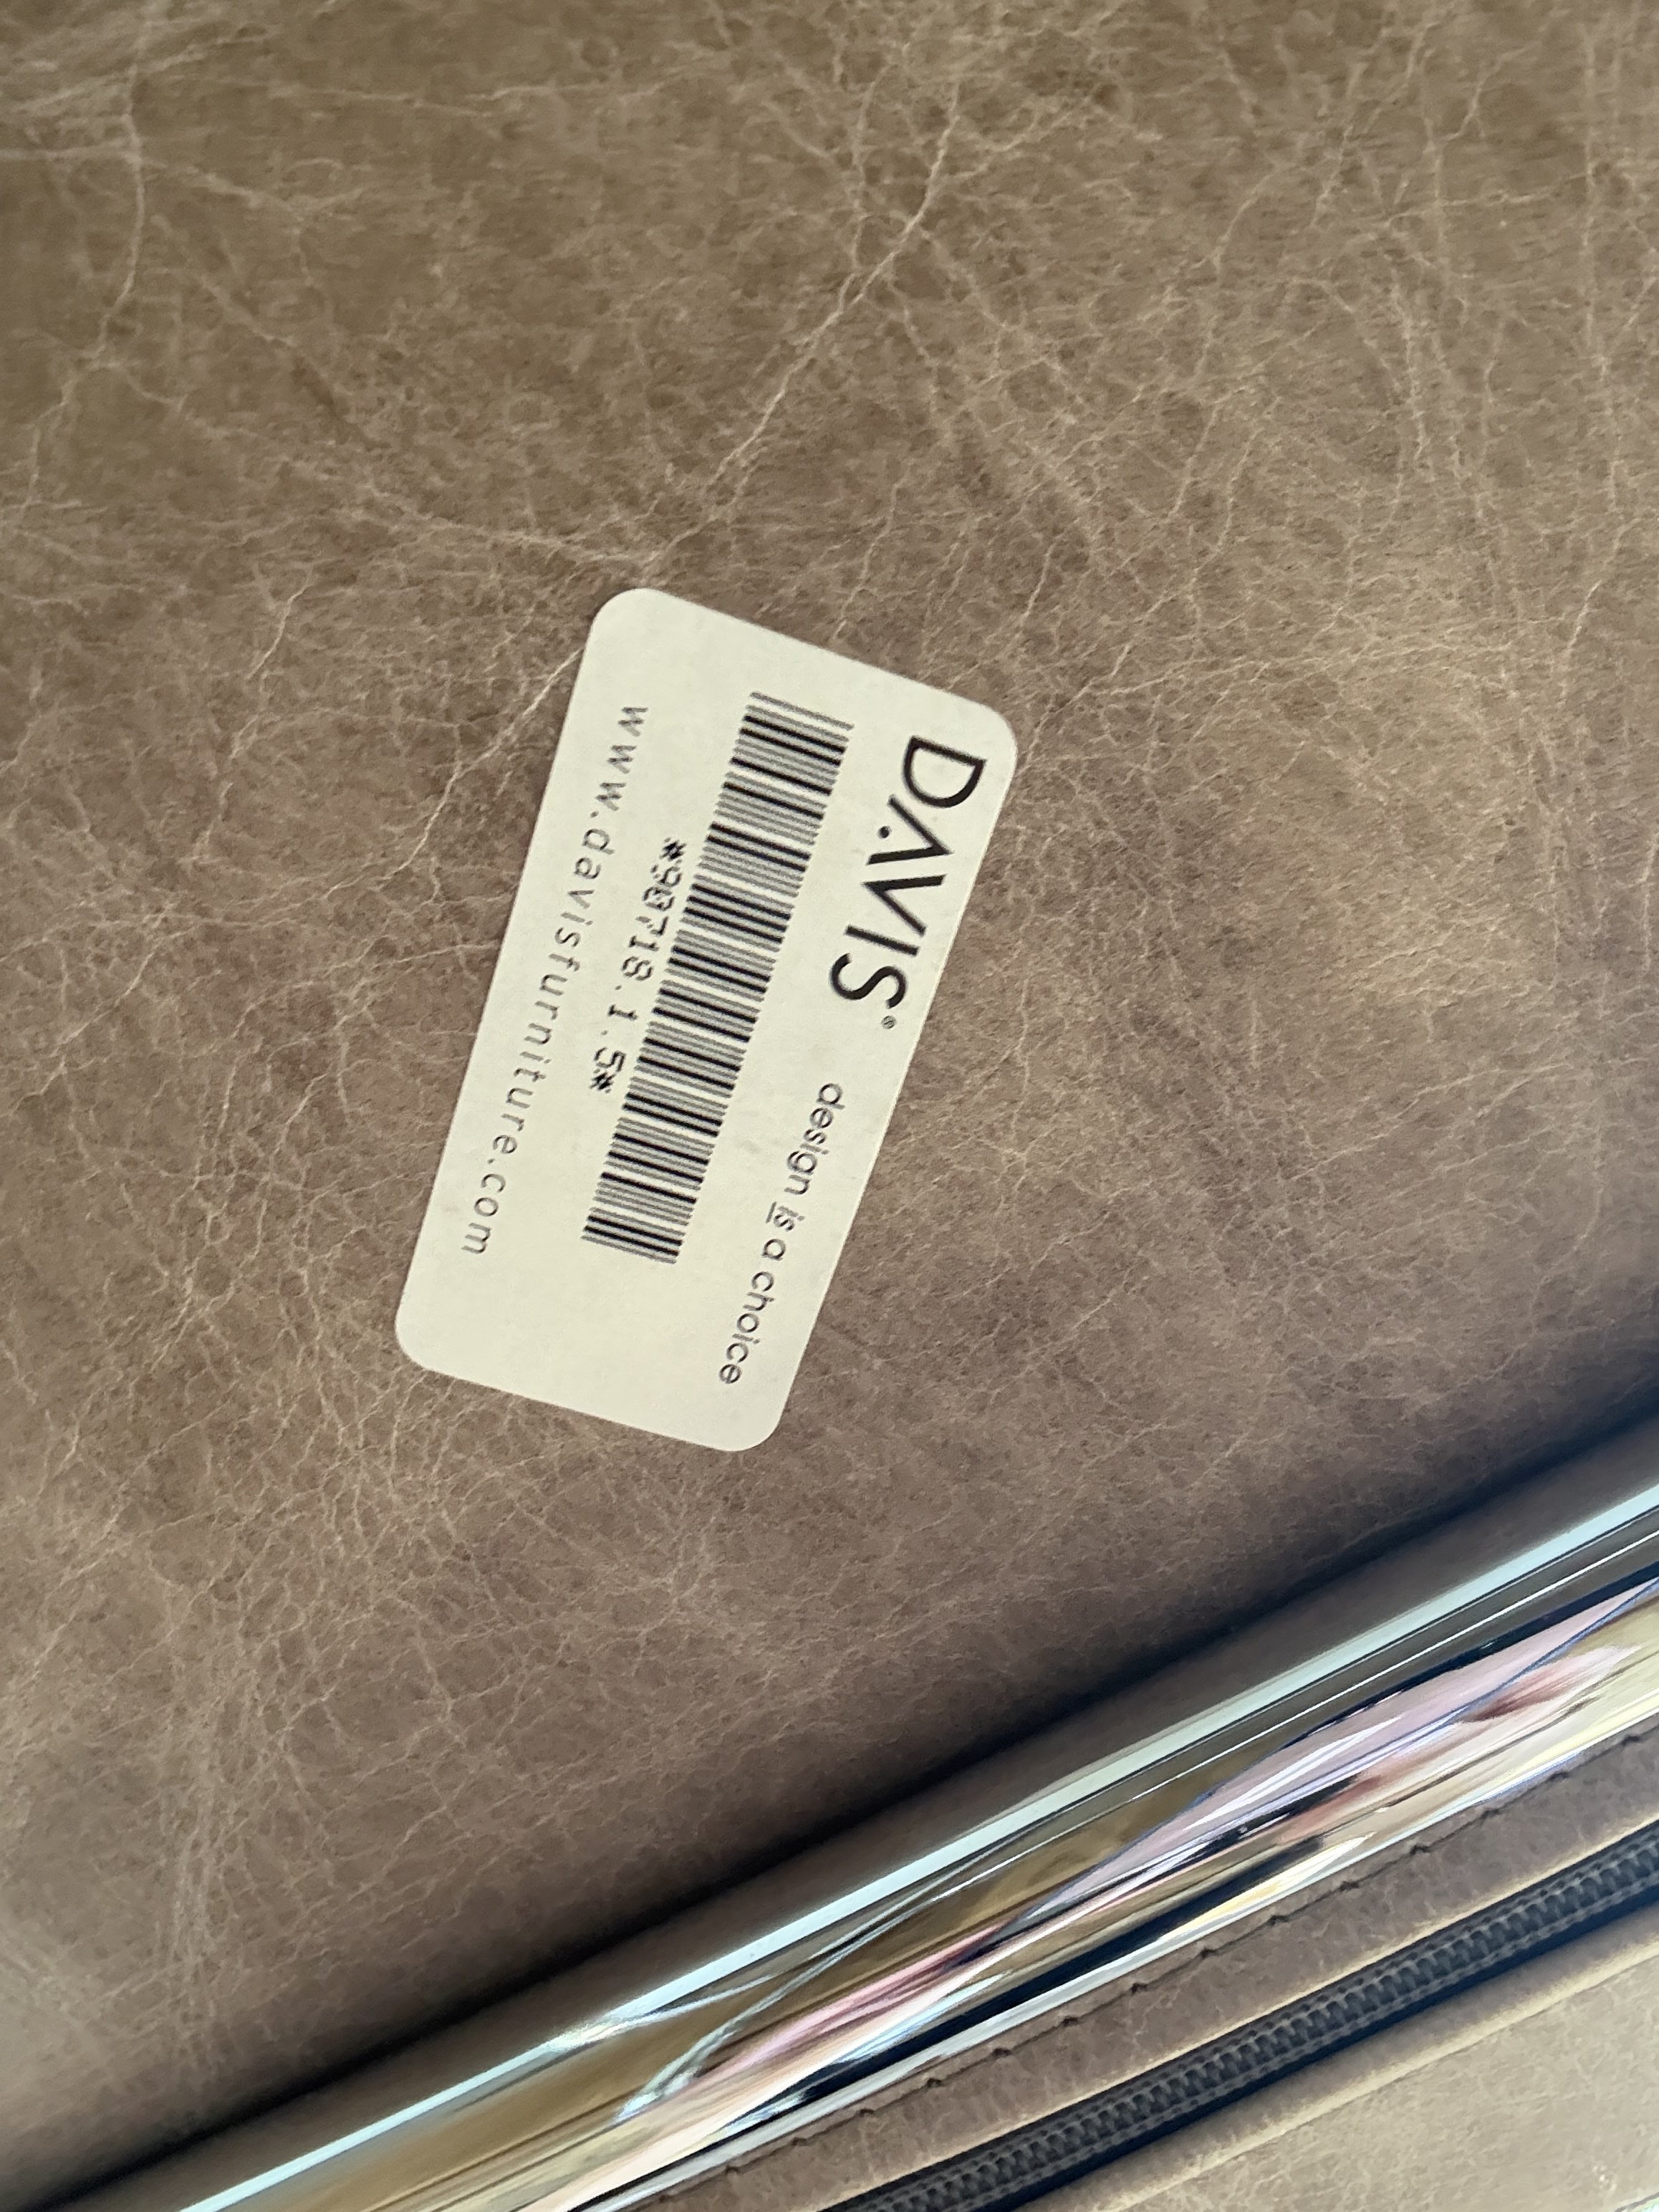 DAVIS® design is a choice
*90718.1.5*
www.davisfurniture.com